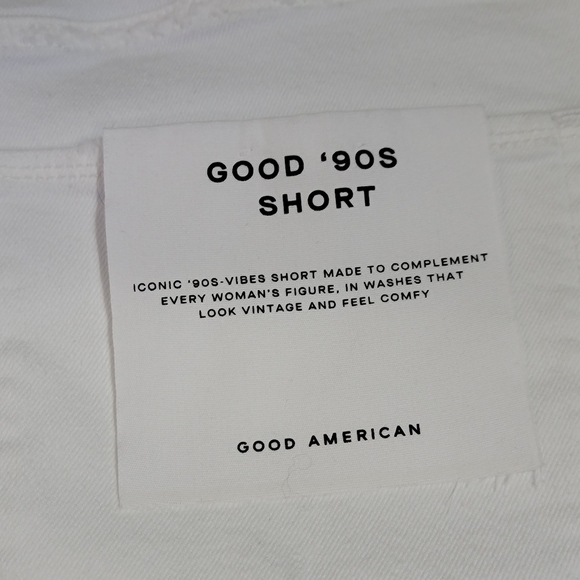 GOOD ‘90S
SHORT
ICONIC ‘90S-VIBES SHORT MADE TO COMPLEMENT
EVERY WOMAN'S FIGURE, IN WASHES THAT
LOOK VINTAGE AND FEEL COMFY
GOOD AMERICAN